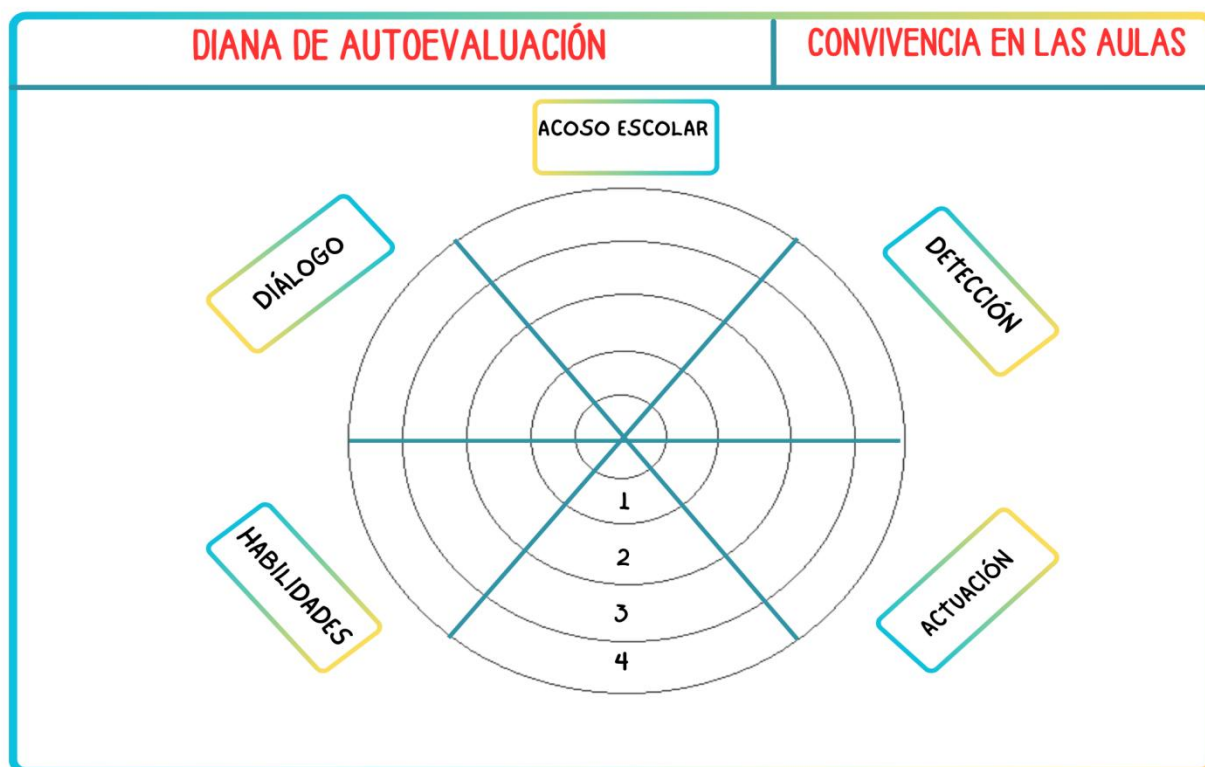 DIANA DE AUTOEVALUACIÓN
CONVIVENCIA EN LAS AULAS
ACOSO ESCOLAR
DIÁLOGO
DETECCIÓN
HABILIDADES
ACTUACIÓN
1
2
3
4